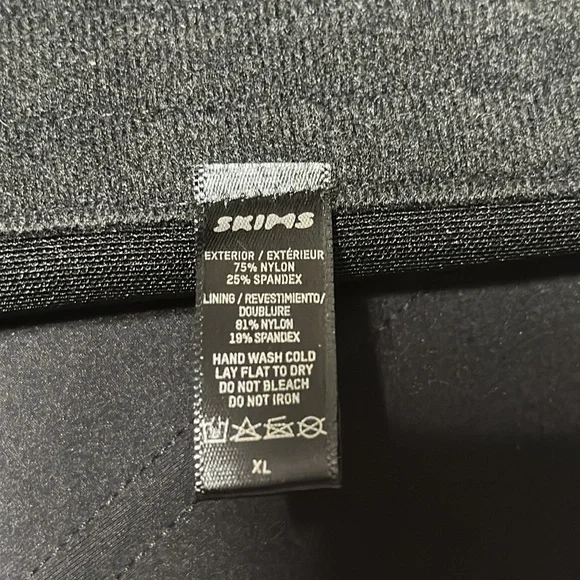 SKIMS
EXTERIOR / EXTÉRIEUR
75% NYLON
25% SPANDEX
LINING / REVESTIMIENTO/
DOUBLURE
81% NYLON
19% SPANDEX
HAND WASH COLD
LAY FLAT TO DRY
DO NOT BLEACH
DO NOT IRON
XL